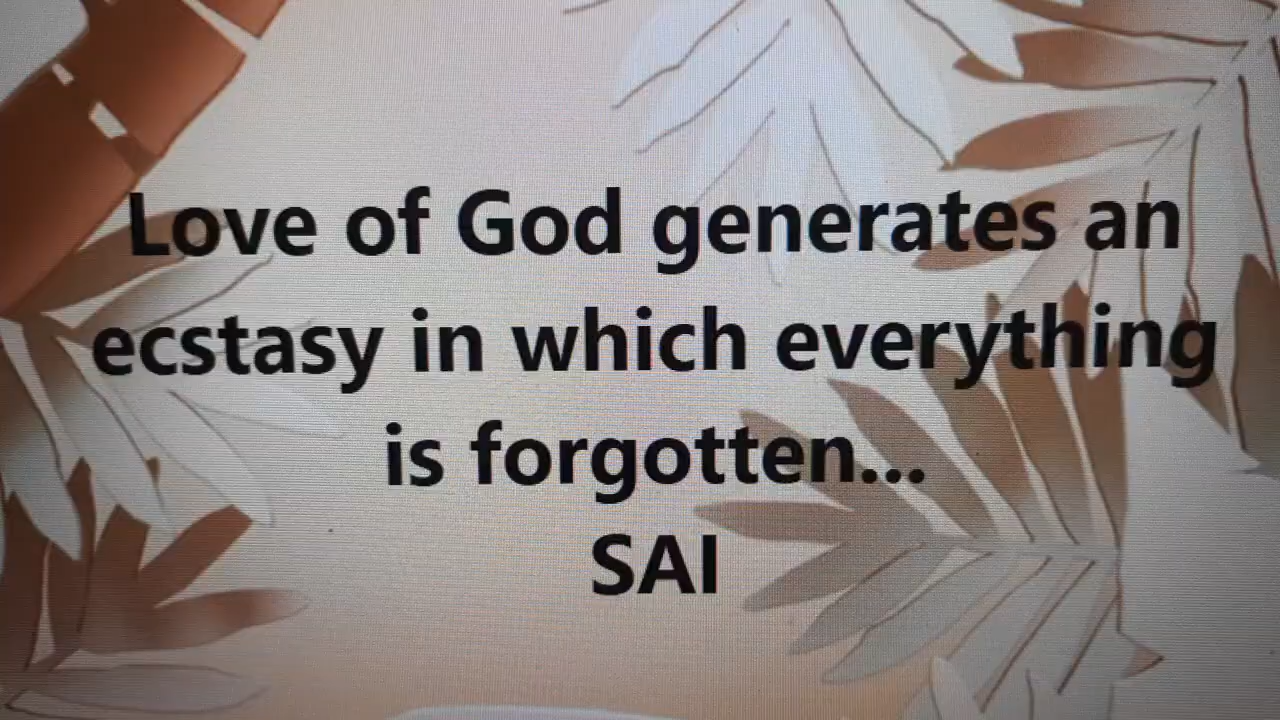 Love of God generates an
ecstasy in which everything
is forgotten...
SAI